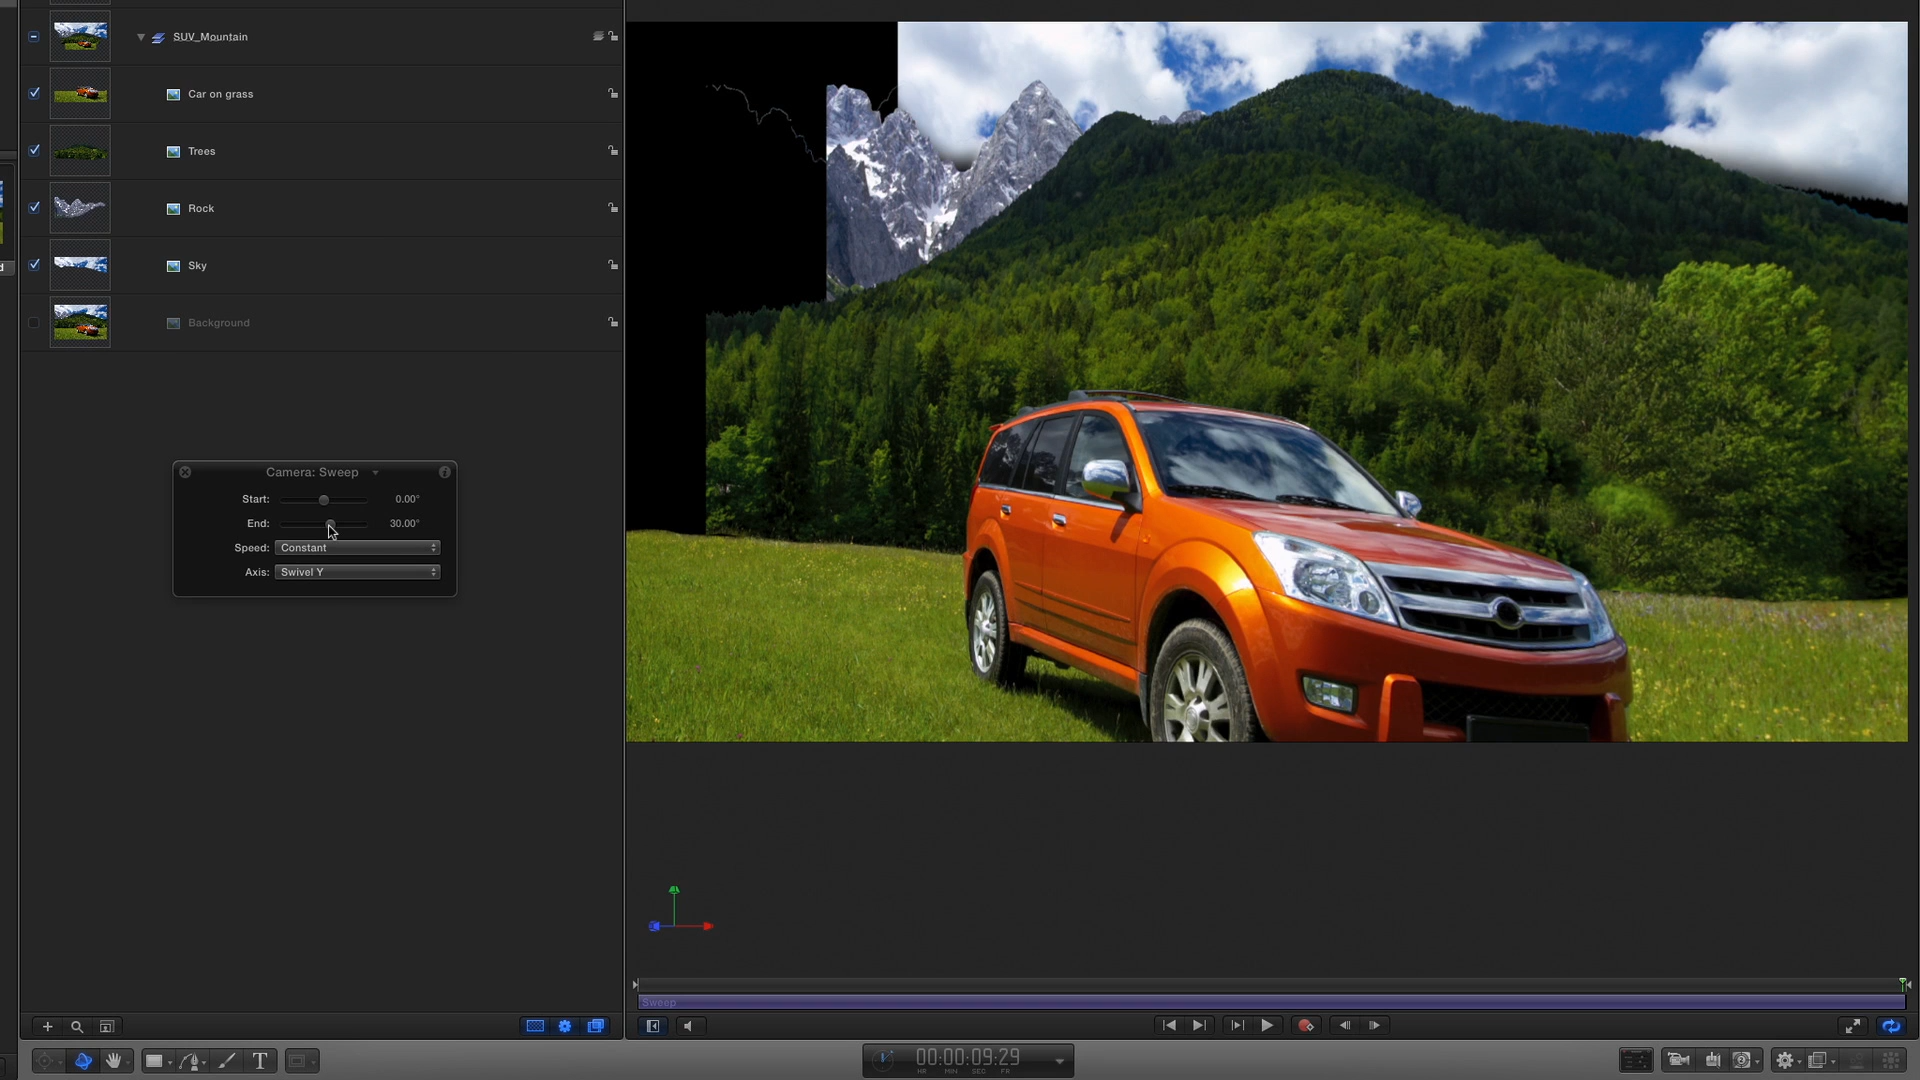 SUV_Mountain
Car on grass
Trees
Rock
Sky
d
Background
Camera: Sweep
Start: 0.00°
End: 30.00°
Speed: Constant
Axis: Swivel Y
Sweep
T
00:00:09:29
HR MIN SEC FR